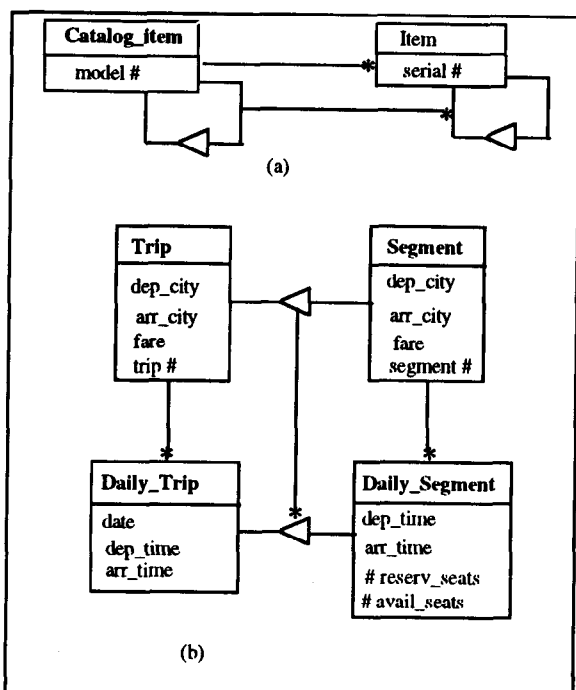 Catalog_item
model #
Item
serial #
*
*
(a)
Trip
dep_city
arr_city
fare
trip #
Segment
dep_city
arr_city
fare
segment #
*
*
Daily_Trip
date
dep_time
arr_time
*
Daily_Segment
dep_time
arr_time
# reserv_seats
# avail_seats
(b)